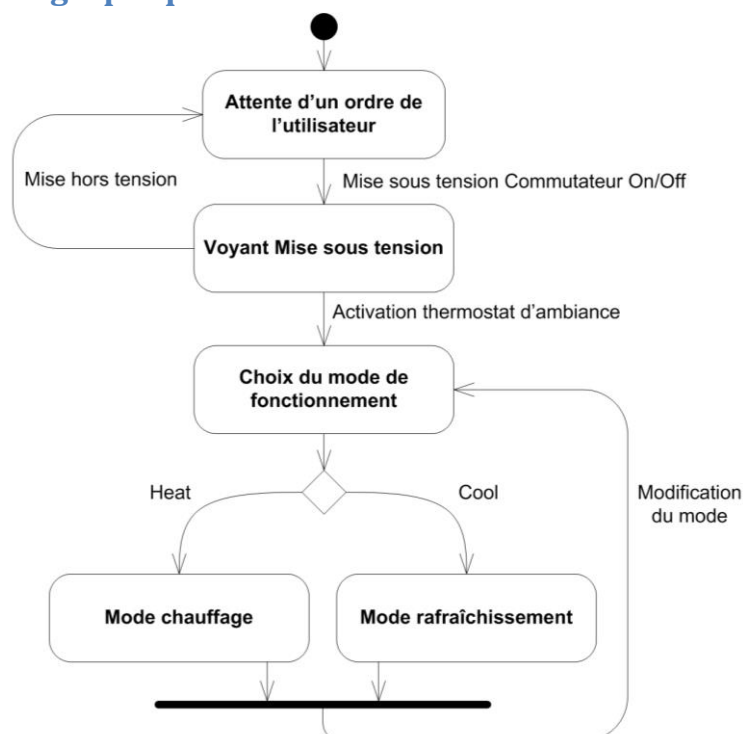 Attente d'un ordre de
l'utilisateur
Mise hors tension
Mise sous tension Commutateur On/Off
Voyant Mise sous tension
Activation thermostat d'ambiance
Choix du mode de
fonctionnement
Heat
Cool
Modification
du mode
Mode chauffage
Mode rafraîchissement